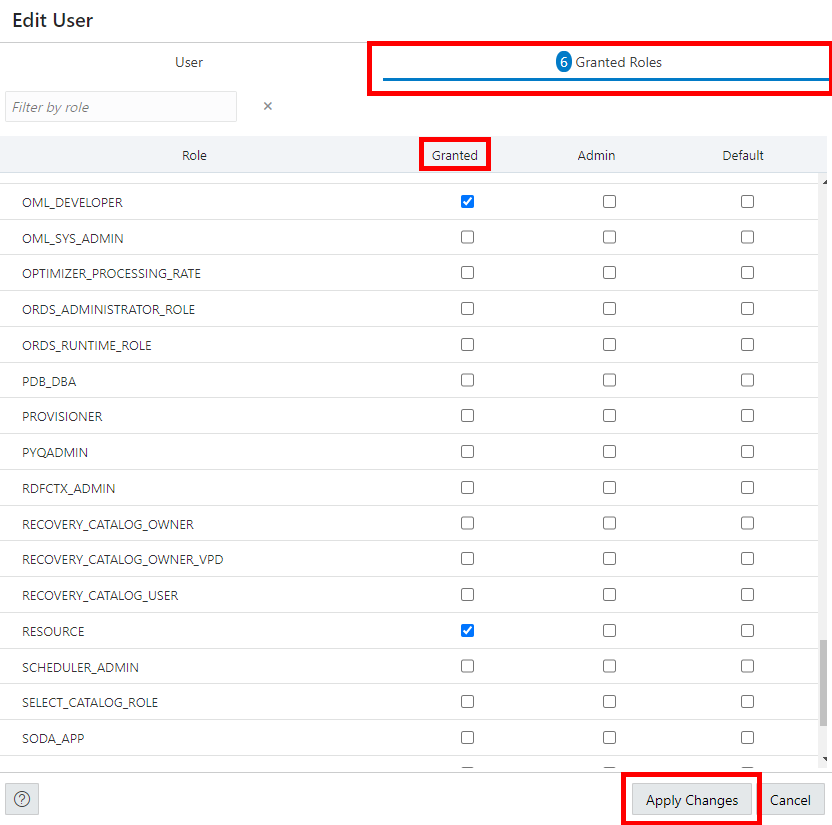 Edit User
User
6 Granted Roles
Filter by role ×
Role Granted Admin Default
OML_DEVELOPER
OML_SYS_ADMIN
OPTIMIZER_PROCESSING_RATE
ORDS_ADMINISTRATOR_ROLE
ORDS_RUNTIME_ROLE
PDB_DBA
PROVISIONER
PYQADMIN
RDFCTX_ADMIN
RECOVERY_CATALOG_OWNER
RECOVERY_CATALOG_OWNER_VPD
RECOVERY_CATALOG_USER
RESOURCE
SCHEDULER_ADMIN
SELECT_CATALOG_ROLE
SODA_APP
? Apply Changes Cancel